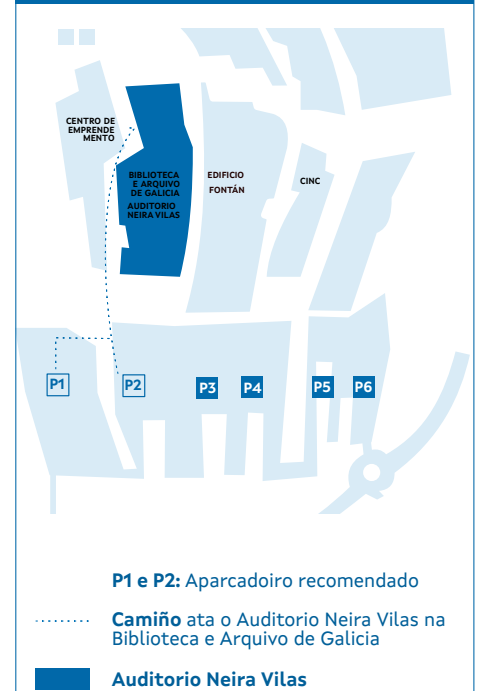 CENTRO DE
EMPRENDE
MENTO
BIBLIOTECA
E ARQUIVO
DE GALICIA
AUDITORIO
NEIRA VILAS
EDIFICIO
FONTÁN
CINC
P1
P2
P3
P4
P5
P6
P1 e P2: Aparcadoiro recomendado
Camiño ata o Auditorio Neira Vilas na
Biblioteca e Arquivo de Galicia
Auditorio Neira Vilas